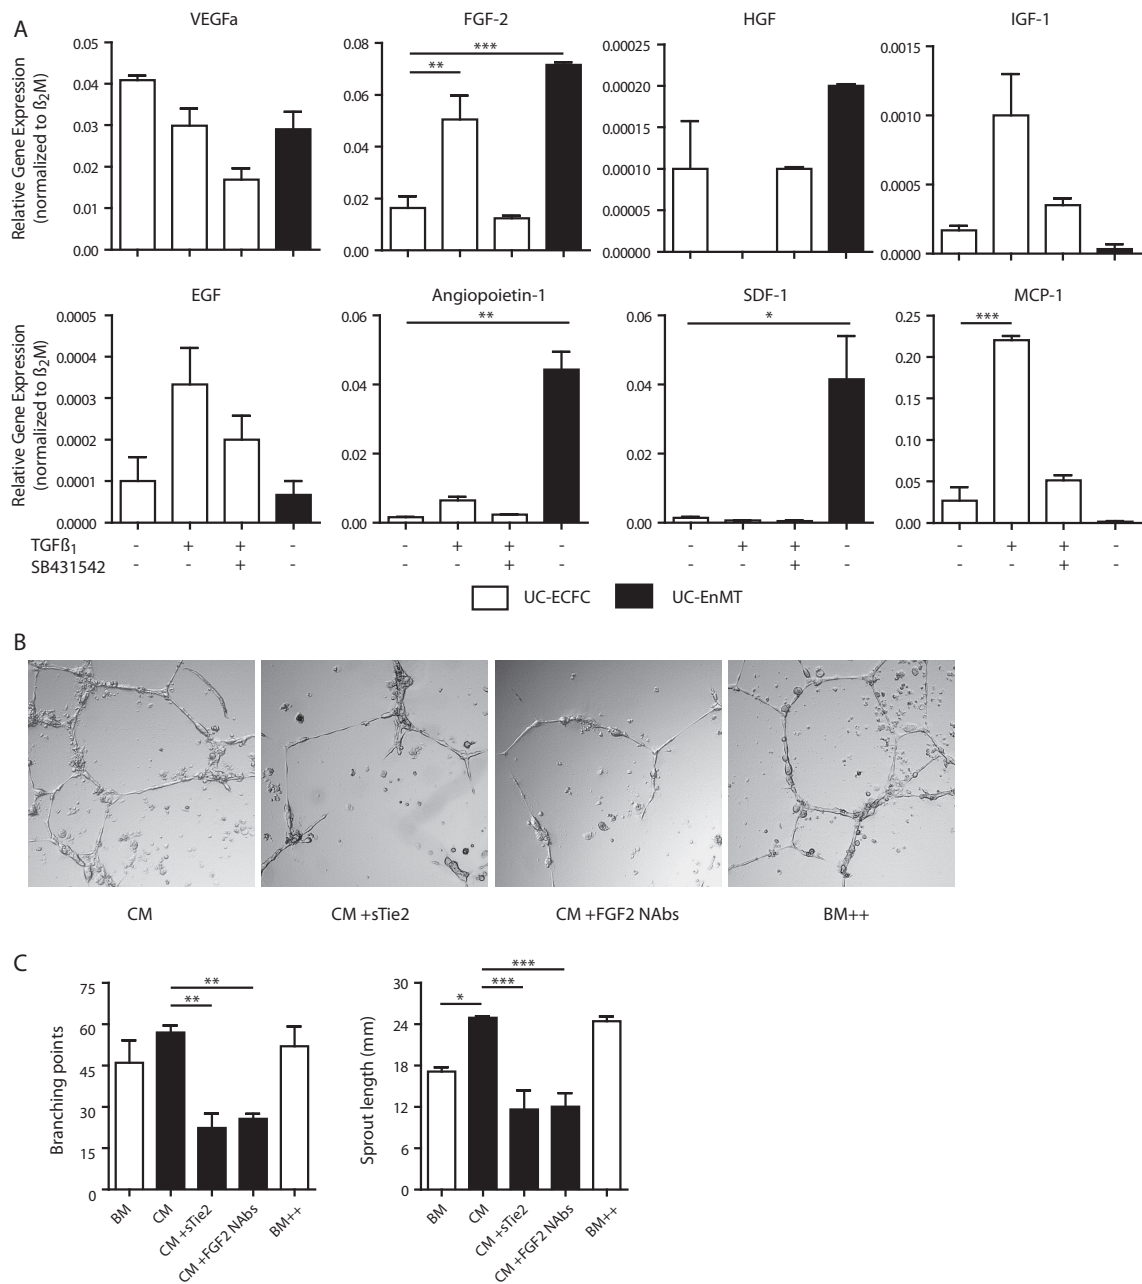 A
VEGFa
FGF-2
HGF
IGF-1
Relative Gene Expression
(normalized to ß2M)
0.05
0.04
0.03
0.02
0.01
0.00
0.08
0.06
0.04
0.02
0.00
***
**
0.00025
0.00020
0.00015
0.00010
0.00005
0.00000
0.0015
0.0010
0.0005
0.0000
EGF
Angiopoietin-1
SDF-1
MCP-1
Relative Gene Expression
(normalized to ß2M)
0.0005
0.0004
0.0003
0.0002
0.0001
0.0000
0.06
0.04
0.02
0.00
**
0.06
0.04
0.02
0.00
*
0.25
0.20
0.15
0.10
0.05
0.00
***
TGFß1 - + + - - + + - - + + - - + + -
SB431542 - - + - - - + - - - + - - - + -
UC-ECFC UC-EnMT
B
CM CM +sTie2 CM +FGF2 NAbs BM++
C
Branching points
75
60
45
30
15
0
**
**
BM CM CM +sTie2 CM +FGF2 NAbs BM++
Sprout length (mm)
30
24
18
12
6
0
***
***
*
BM CM CM +sTie2 CM +FGF2 NAbs BM++